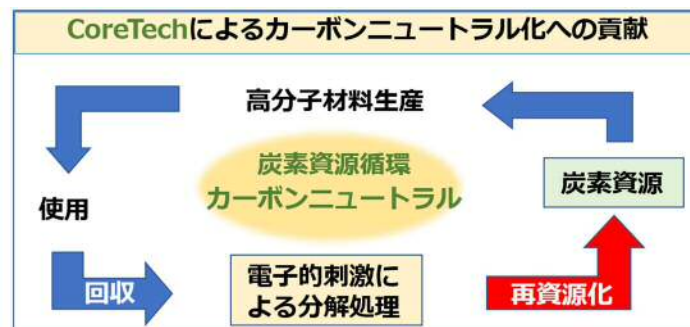 CoreTechによるカーボンニュートラル化への貢献
高分子材料生産
炭素資源循環
カーボンニュートラル
炭素資源
使用
回収
電子的刺激に
よる分解処理
再資源化